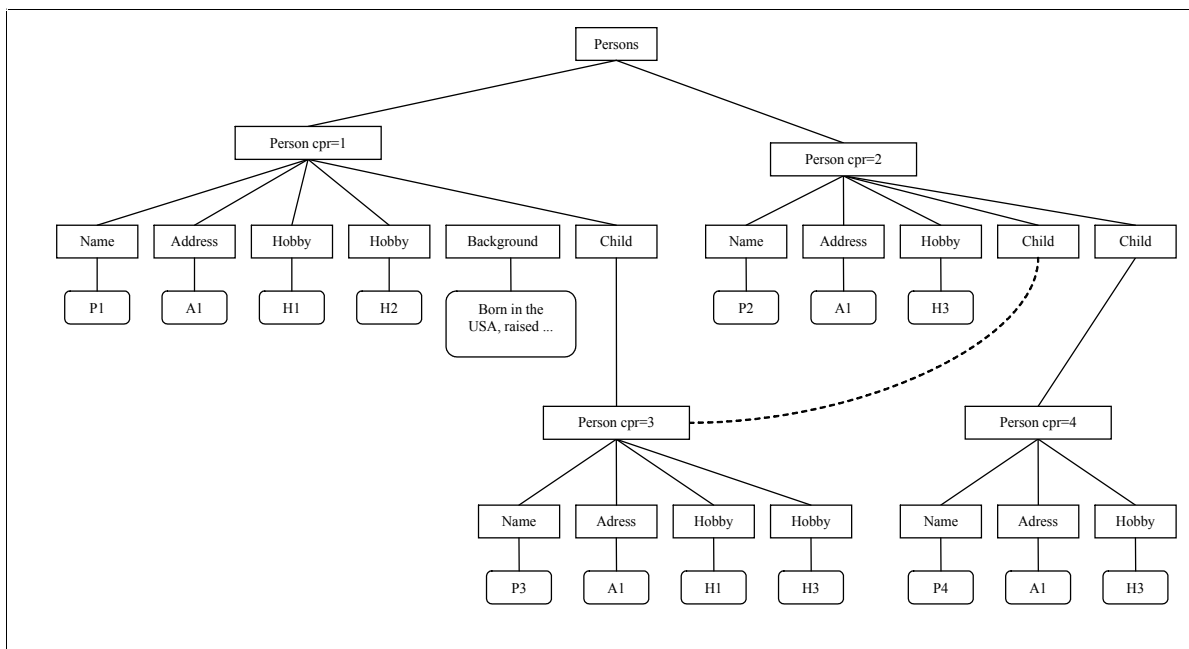 Persons
Person cpr=1
Person cpr=2
Name
Address
Hobby
Hobby
Background
Child
Name
Address
Hobby
Child
Child
P1
A1
H1
H2
Born in the
USA, raised ...
P2
A1
H3
Person cpr=3
Person cpr=4
Name
Adress
Hobby
Hobby
Name
Adress
Hobby
P3
A1
H1
H3
P4
A1
H3